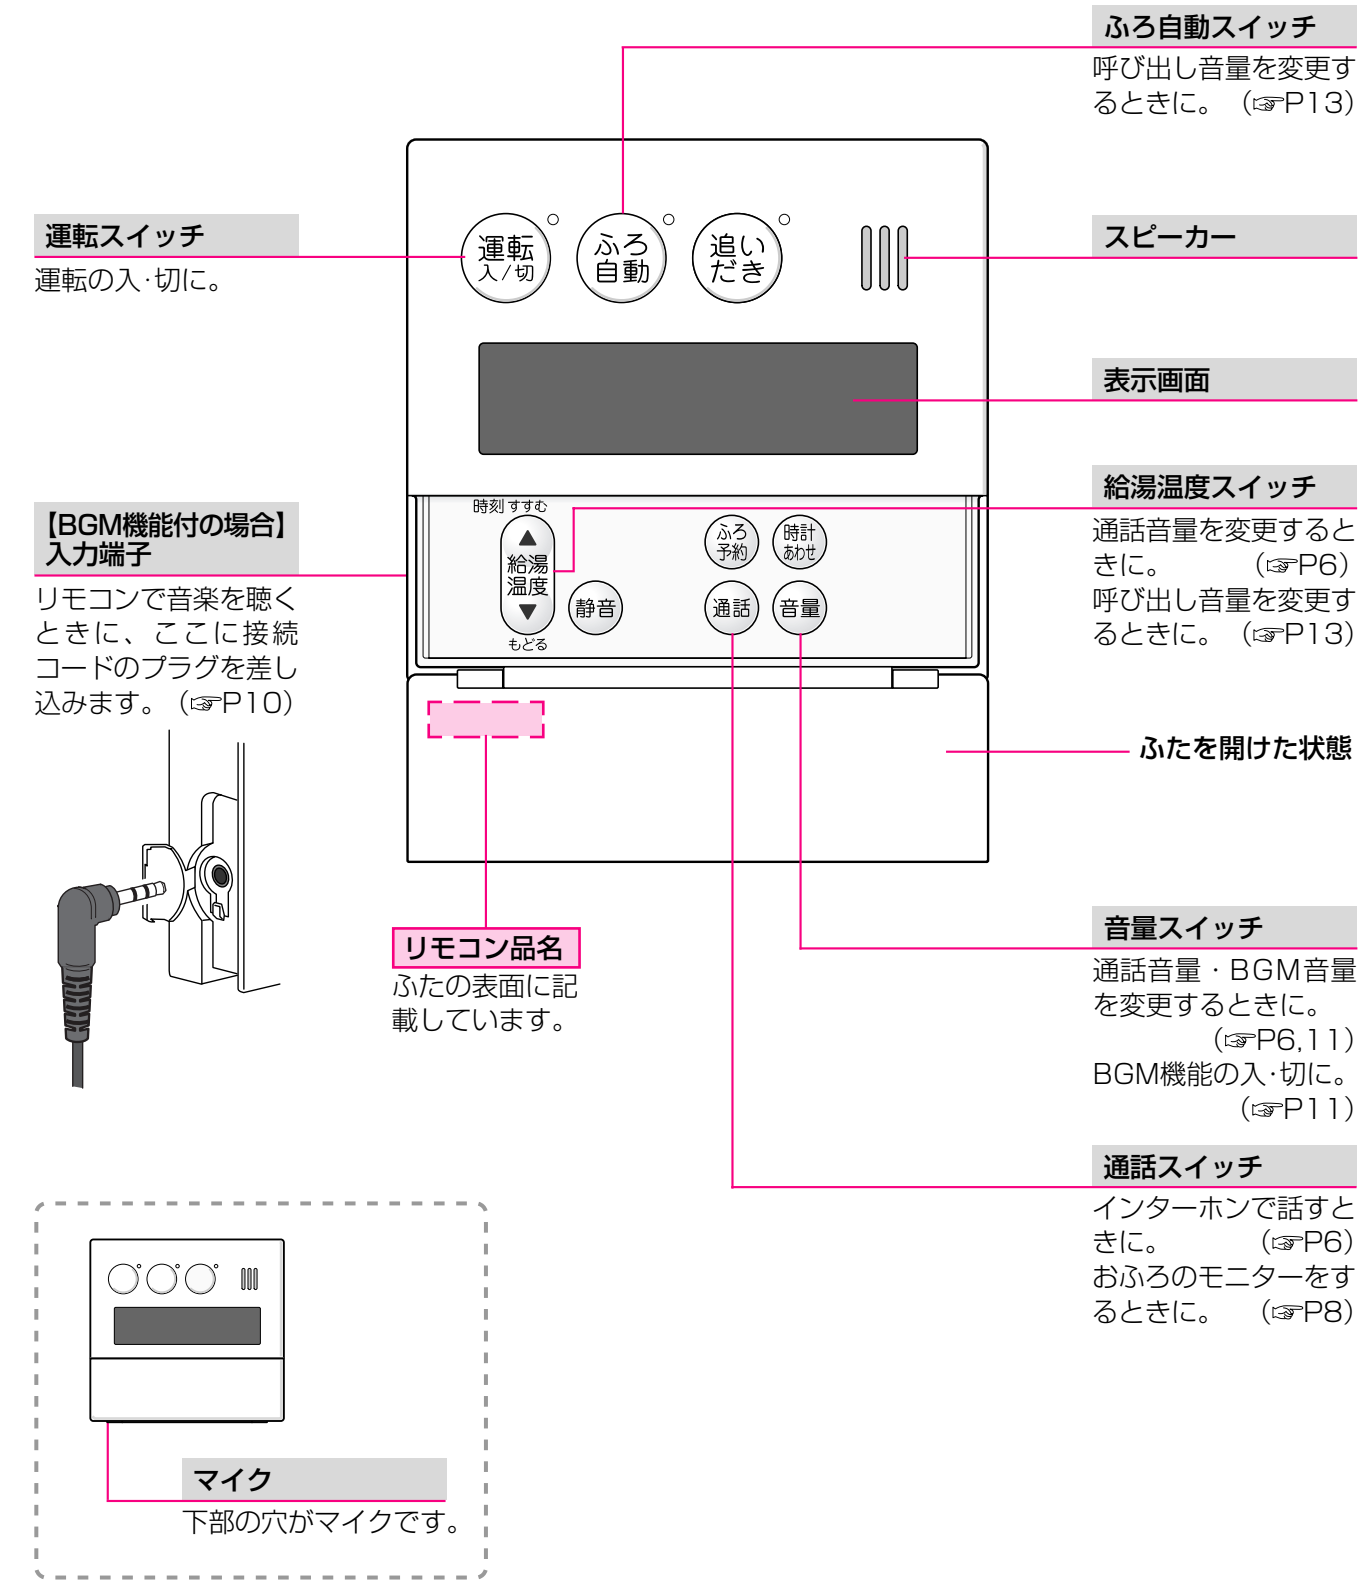 ふろ自動スイッチ
呼び出し音量を変更す
るときに。（☞P13）
運転スイッチ
運転の入·切に。
運転
入/切
ふろ
自動
追い
だき
スピーカー
表示画面
【BGM機能付の場合】
入力端子
リモコンで音楽を聴く
ときに、ここに接続
コードのプラグを差し
込みます。（☞P10）
時刻 すすむ
▲
給湯
温度
▼
もどる
静音
ふろ
予約
時計
あわせ
通話
音量
給湯温度スイッチ
通話音量を変更すると
きに。（☞P6）
呼び出し音量を変更す
るときに。（☞P13）
ふたを開けた状態
リモコン品名
ふたの表面に記
載しています。
音量スイッチ
通話音量・BGM音量
を変更するときに。
（☞P6,11）
BGM機能の入·切に。
（☞P11）
通話スイッチ
インターホンで話すと
きに。（☞P6）
おふろのモニターをす
るときに。（☞P8）
マイク
下部の穴がマイクです。